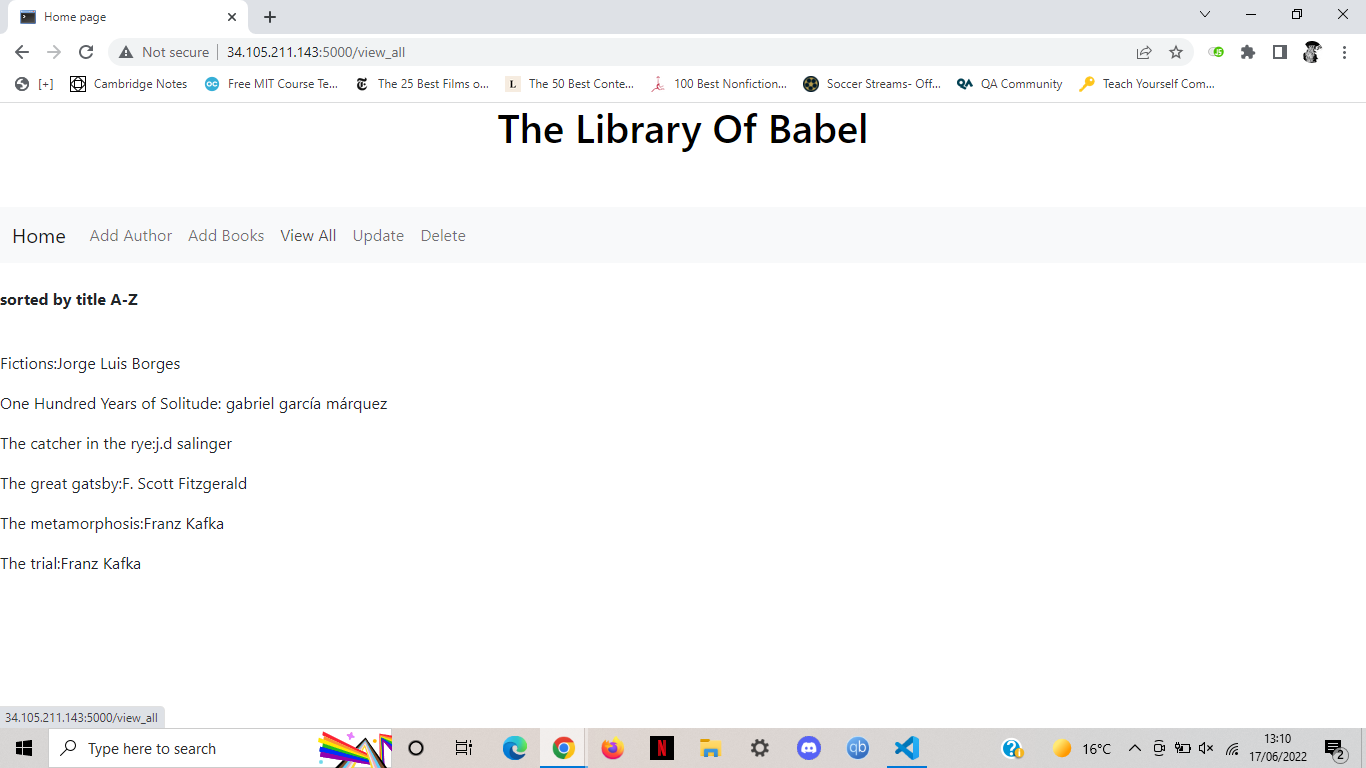 Home page
Not secure
34.105.211.143:5000/view_all
[+]
Cambridge Notes
Free MIT Course Te...
The 25 Best Films o...
The 50 Best Conte...
100 Best Nonfiction...
Soccer Streams- Off...
QA Community
Teach Yourself Com...
The Library Of Babel
Home Add Author Add Books View All Update Delete
sorted by title A-Z
Fictions:Jorge Luis Borges
One Hundred Years of Solitude: gabriel garcía márquez
The catcher in the rye:j.d salinger
The great gatsby:F. Scott Fitzgerald
The metamorphosis:Franz Kafka
The trial:Franz Kafka
34.105.211.143:5000/view_all
Type here to search
16°C
13:10
17/06/2022
2